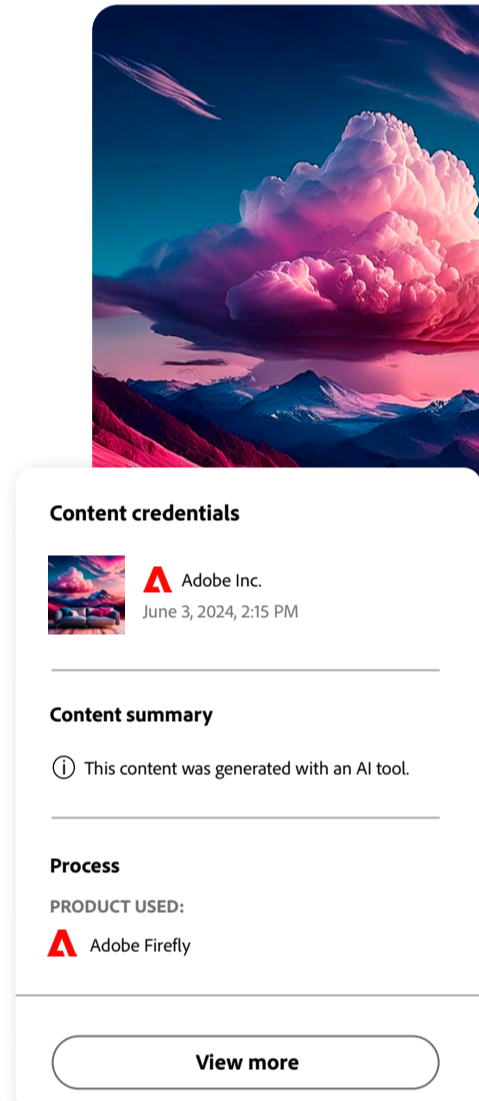 Content credentials
Adobe Inc.
June 3, 2024, 2:15 PM
Content summary
This content was generated with an AI tool.
Process
PRODUCT USED:
Adobe Firefly
View more